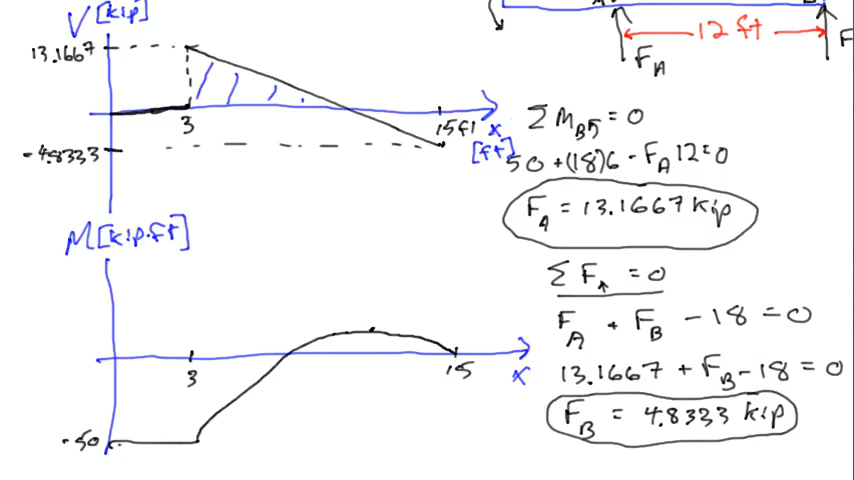 V [kip]
13.1667
3
15ft
x
[ft]
-4.8333
M[kip.ft]
3
15
x
-50
12 ft
F_A
F
ΣM_B = 0
50 + (18)6 - F_A 12 = 0
F_A = 13.1667 kip
ΣF↑ = 0
F_A + F_B - 18 = 0
13.1667 + F_B - 18 = 0
F_B = 4.8333 kip